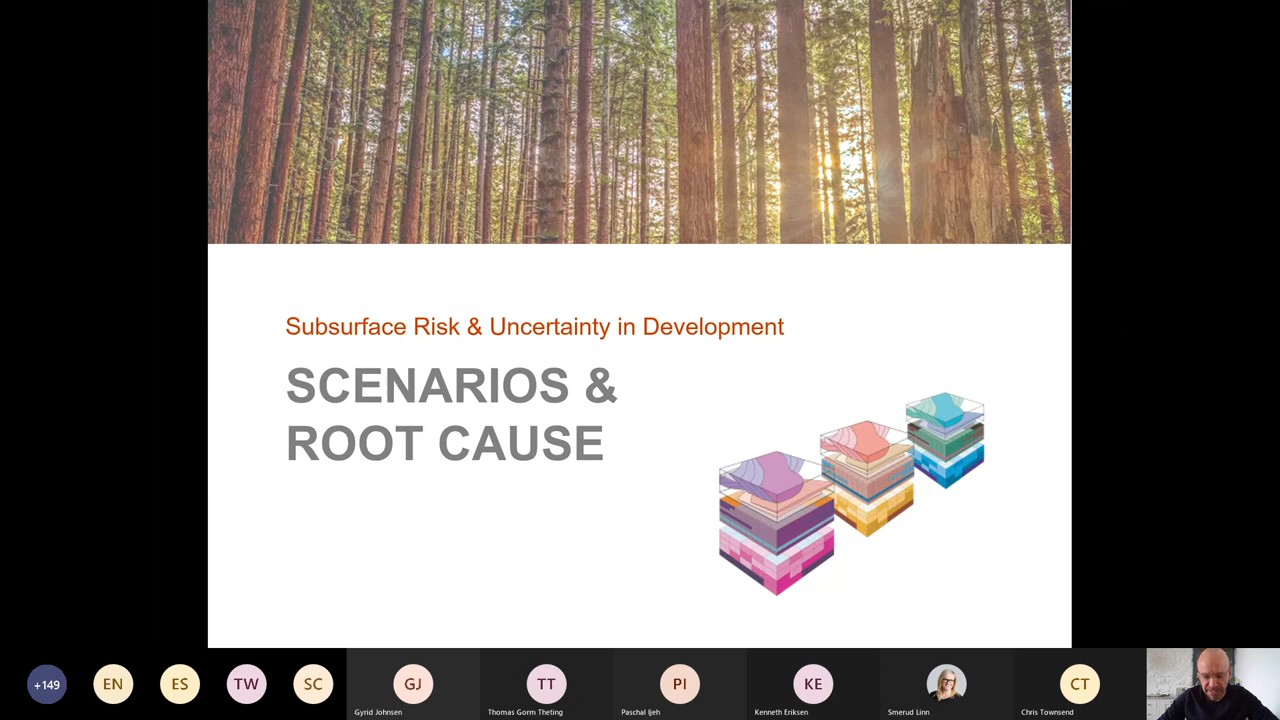 Subsurface Risk & Uncertainty in Development
SCENARIOS &
ROOT CAUSE
+149
EN
ES
TW
SC
GJ
TT
PI
KE
CT
Gyrid Johnsen
Thomas Gorm Theting
Paschal Ijeh
Kenneth Eriksen
Smerud Linn
Chris Townsend